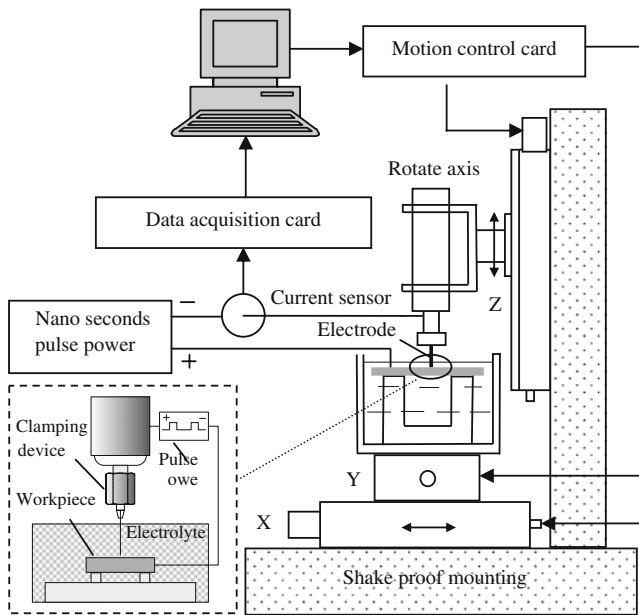 Motion control card
Rotate axis
Data acquisition card
Z
−
Current sensor
Nano seconds
pulse power
+
Electrode
Clamping
device
+ −
Pulse
owe
Workpiece
Electrolyte
Y
X
Shake proof mounting